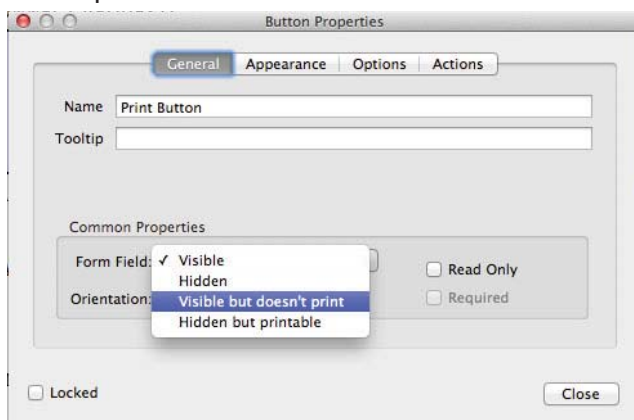 Button Properties
General Appearance Options Actions
Name Print Button
Tooltip
Common Properties
Form Field: ✓ Visible
Hidden
Read Only
Orientation: Visible but doesn't print
Required
Hidden but printable
Locked
Close